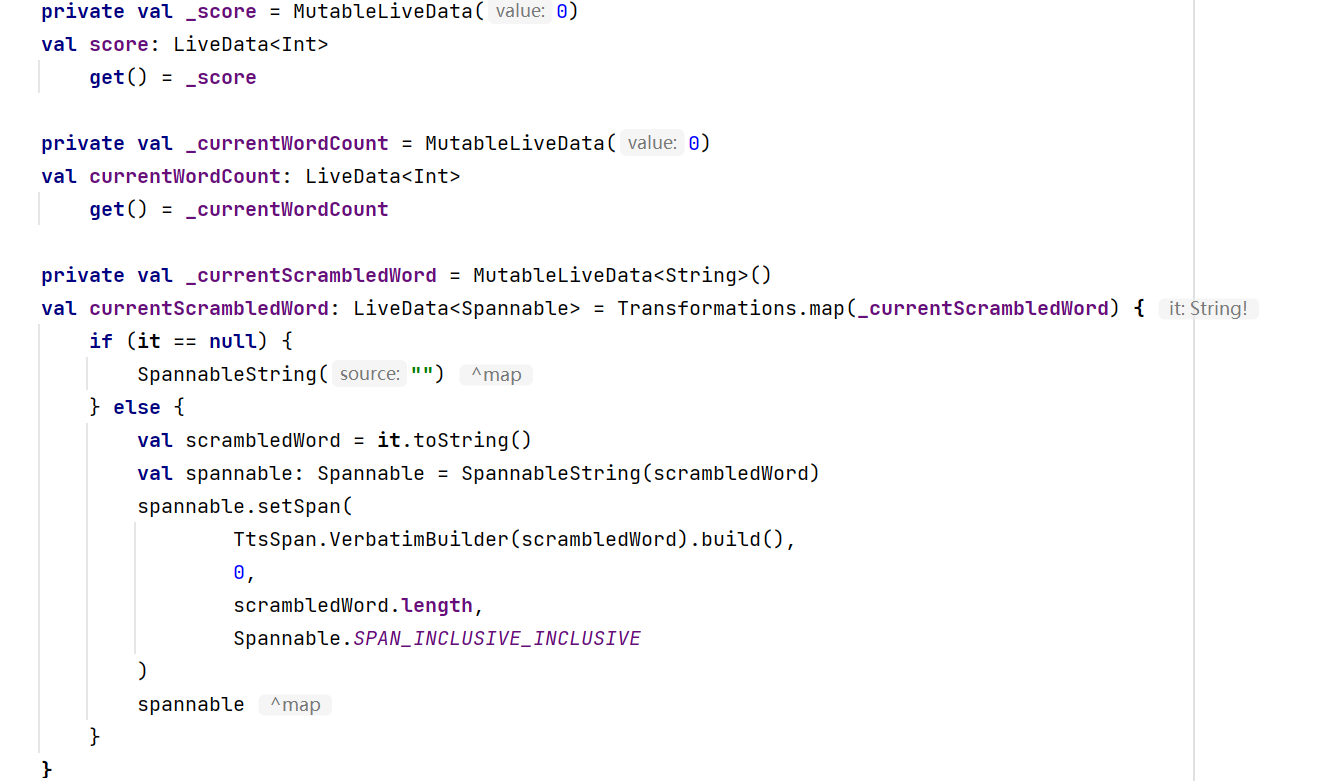 private val _score = MutableLiveData( value: 0)
val score: LiveData<Int>
    get() = _score

private val _currentWordCount = MutableLiveData( value: 0)
val currentWordCount: LiveData<Int>
    get() = _currentWordCount

private val _currentScrambledWord = MutableLiveData<String>()
val currentScrambledWord: LiveData<Spannable> = Transformations.map(_currentScrambledWord) { it: String!
    if (it == null) {
        SpannableString( source: "") ^map
    } else {
        val scrambledWord = it.toString()
        val spannable: Spannable = SpannableString(scrambledWord)
        spannable.setSpan(
                TtsSpan.VerbatimBuilder(scrambledWord).build(),
                0,
                scrambledWord.length,
                Spannable.SPAN_INCLUSIVE_INCLUSIVE
        )
        spannable ^map
    }
}